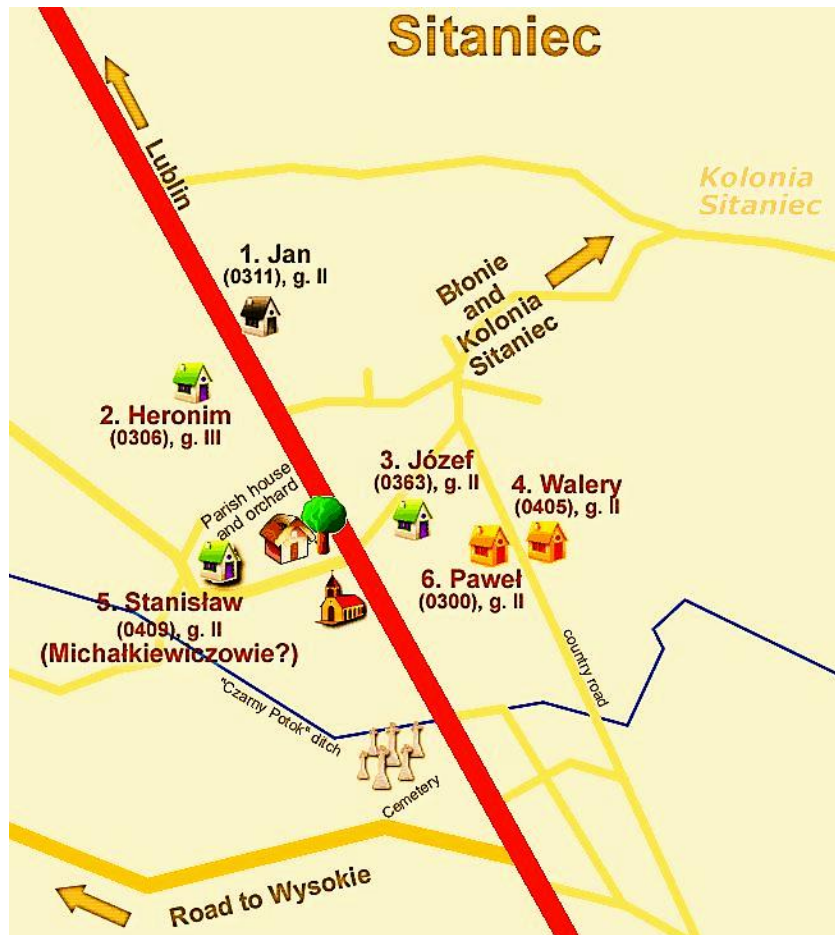 Sitaniec
Lublin
Kolonia
Sitaniec
1. Jan
(0311), g. II
Błonie
and
Kolonia
Sitaniec
2. Heronim
(0306), g. III
3. Józef
(0363), g. II
4. Walery
(0405), g. II
Parish house
and orchard
6. Paweł
(0300), g. II
5. Stanisław
(0409), g. II
(Michałkiewiczowie?)
country road
"Czarny Potok" ditch
Cemetery
Road to Wysokie